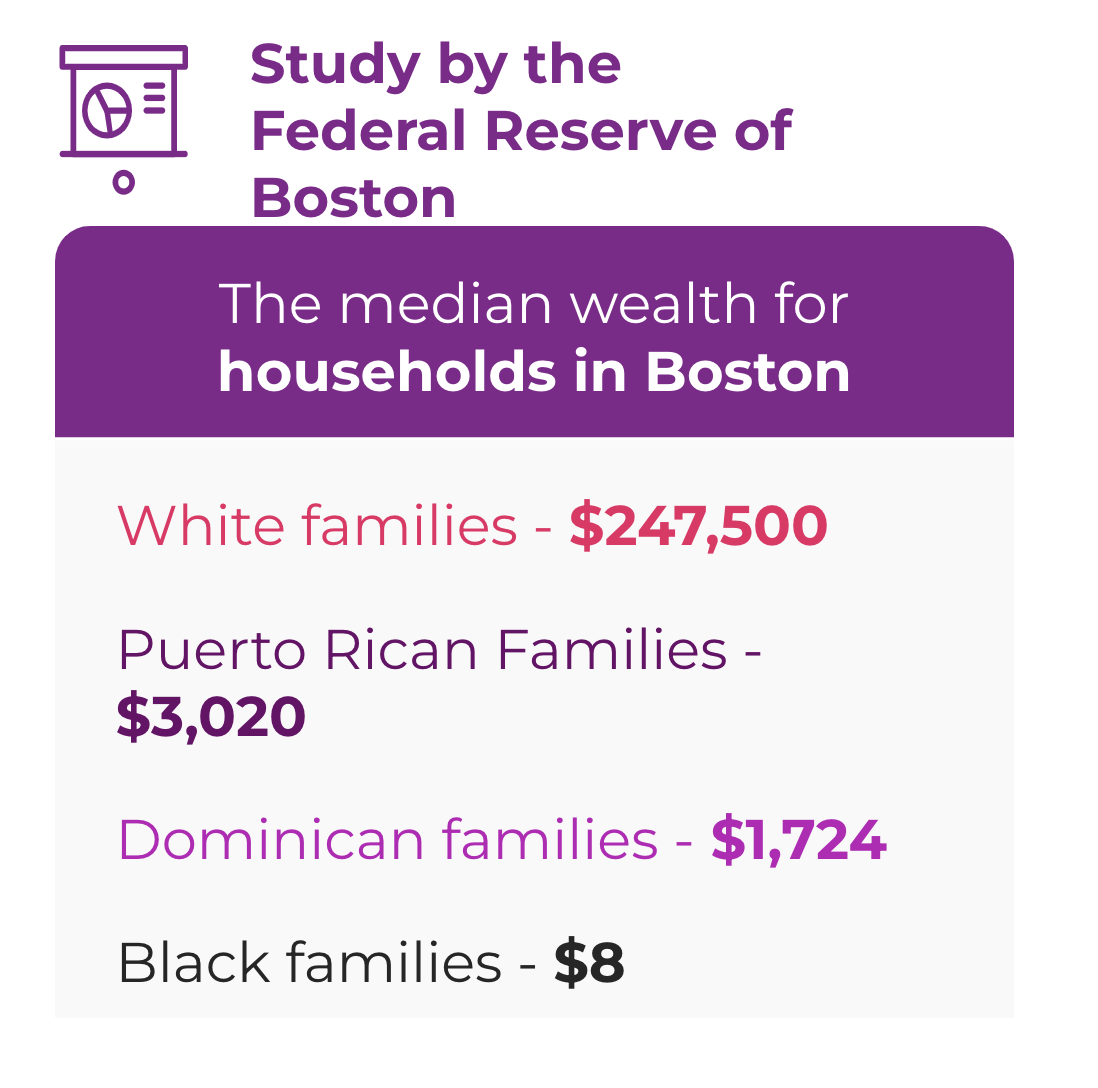 Study by the
Federal Reserve of
Boston
The median wealth for
households in Boston
White families - $247,500
Puerto Rican Families -
$3,020
Dominican families - $1,724
Black families - $8